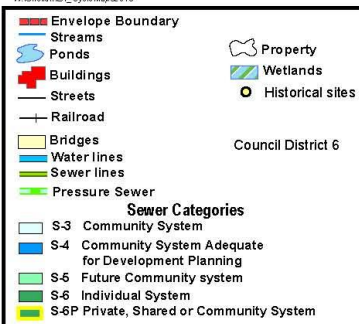 Envelope Boundary
Streams
Ponds
Buildings
Streets
Railroad
Bridges
Water lines
Sewer lines
Pressure Sewer
Property
Wetlands
Historical sites
Council District 6
Sewer Categories
S-3 Community System
S-4 Community System Adequate
for Development Planning
S-5 Future Community system
S-6 Individual System
S-6P Private, Shared or Community System